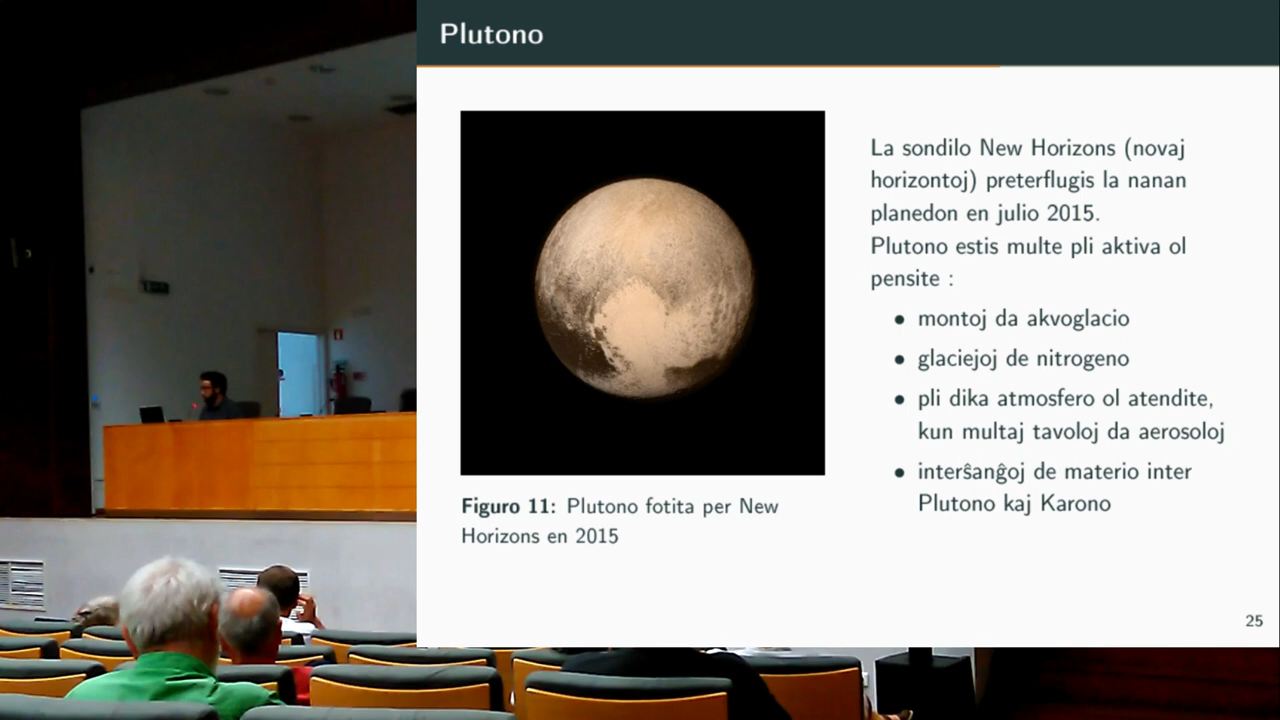 Plutono
La sondilo New Horizons (novaj
horizontoj) preterflugis la nanan
planedon en julio 2015.
Plutono estis multe pli aktiva ol
pensite :
• montoj da akvoglacio
• glaciejoj de nitrogeno
• pli dika atmosfero ol atendite,
kun multaj tavoloj da aerosoloj
• interŝanĝoj de materio inter
Plutono kaj Karono
Figuro 11: Plutono fotita per New
Horizons en 2015
25